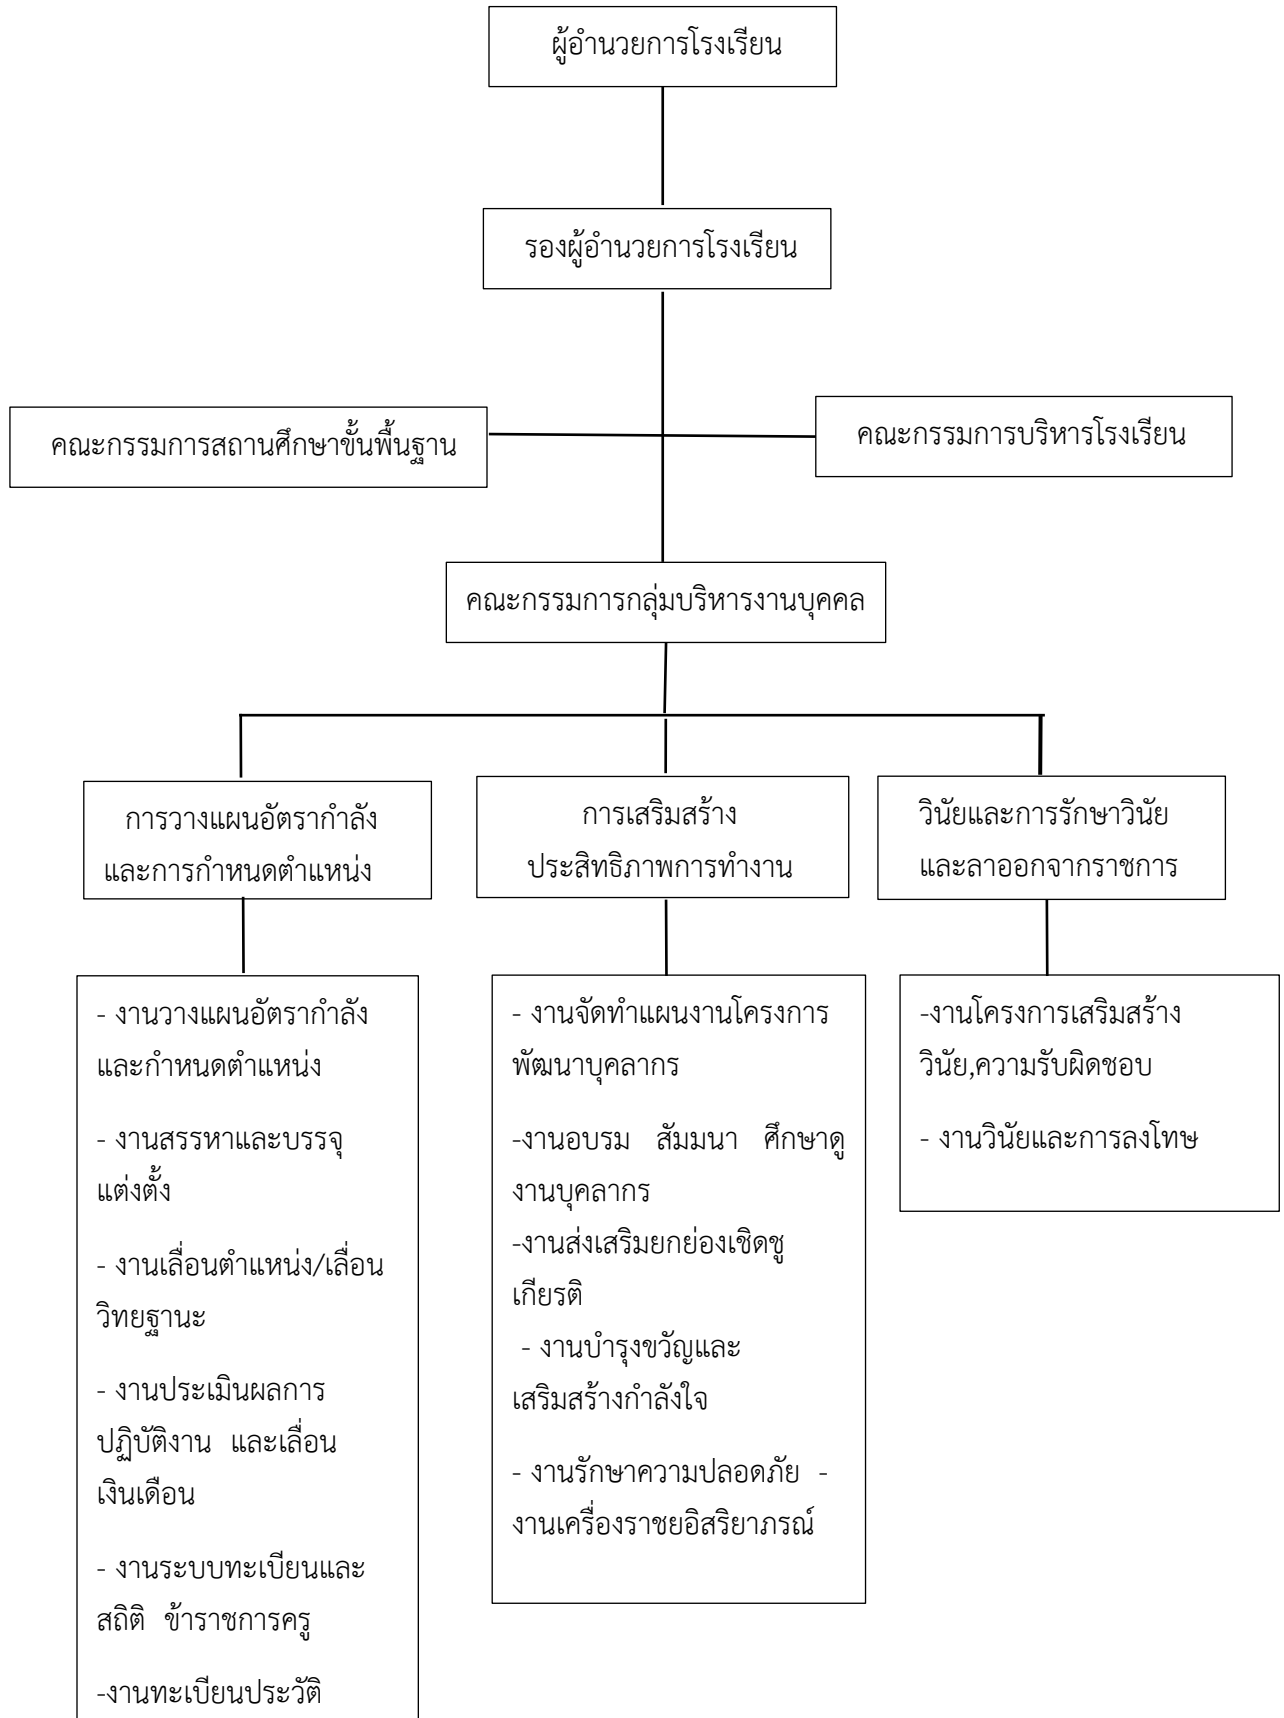 ผู้อำนวยการโรงเรียน
รองผู้อำนวยการโรงเรียน
คณะกรรมการสถานศึกษาขั้นพื้นฐาน
คณะกรรมการบริหารโรงเรียน
คณะกรรมการกลุ่มบริหารงานบุคคล
การวางแผนอัตรากำลัง
และการกำหนดตำแหน่ง
การเสริมสร้าง
ประสิทธิภาพการทำงาน
วินัยและการรักษาวินัย
และลาออกจากราชการ
- งานวางแผนอัตรากำลัง
และกำหนดตำแหน่ง
- งานสรรหาและบรรจุ
แต่งตั้ง
- งานเลื่อนตำแหน่ง/เลื่อน
วิทยฐานะ
- งานประเมินผลการ
ปฏิบัติงาน และเลื่อน
เงินเดือน
- งานระบบทะเบียนและ
สถิติ ข้าราชการครู
-งานทะเบียนประวัติ
- งานจัดทำแผนงานโครงการ
พัฒนาบุคลากร
-งานอบรม สัมมนา ศึกษาดู
งานบุคลากร
-งานส่งเสริมยกย่องเชิดชู
เกียรติ
- งานบำรุงขวัญและ
เสริมสร้างกำลังใจ
- งานรักษาความปลอดภัย -
งานเครื่องราชยอิสริยาภรณ์
-งานโครงการเสริมสร้าง
วินัย,ความรับผิดชอบ
- งานวินัยและการลงโทษ